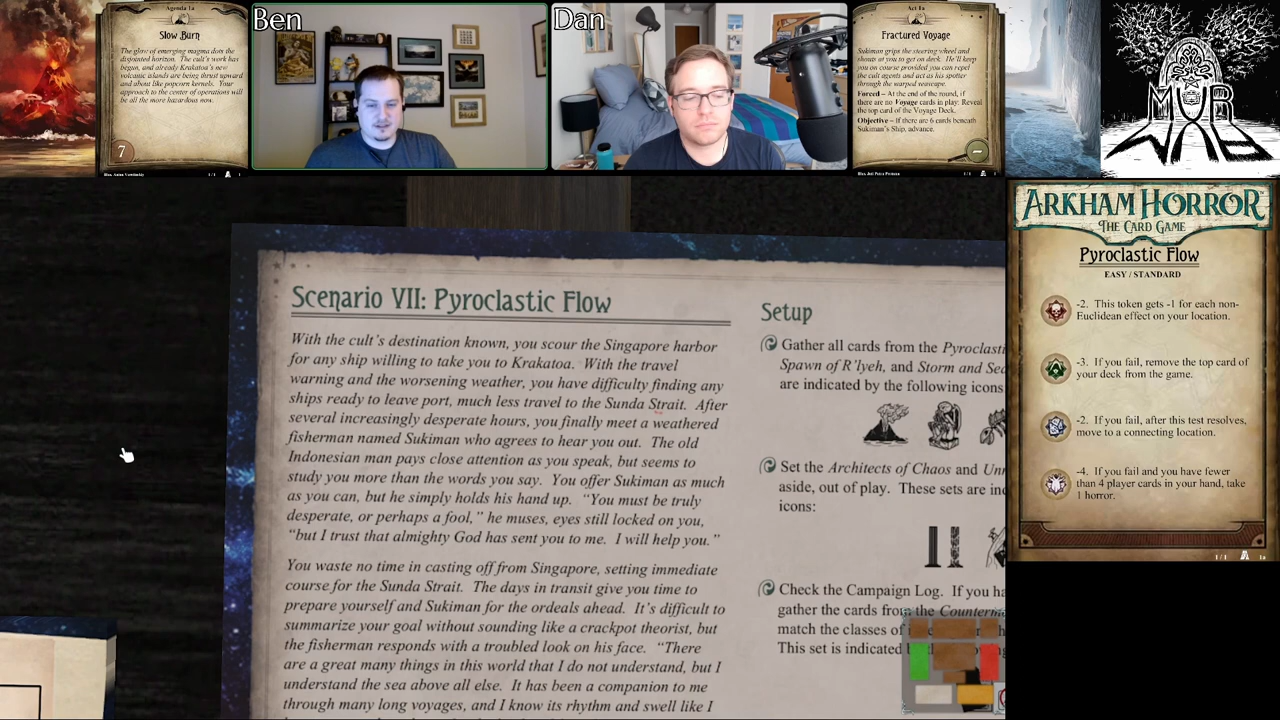 Agenda 1a
Slow Burn
The glow of emerging magma dots the
disjointed horizon. The cult's work has
begun, and already Krakatoa's new
volcanic islands are being thrust upward
and about like popcorn kernels. Your
approach to the center of operations will
be all the more hazardous now.
7
Ben
Dan
Act 1a
Fractured Voyage
Sukiman grips the steering wheel and
shouts at you to get on deck. He'll keep
you on course provided you can repel
the cult agents and act as his spotter
through the warped seascape.
Forced – At the end of the round, if
there are no Voyage cards in play: Reveal
the top card of the Voyage Deck.
Objective – If there are 6 cards beneath
Sukiman's Ship, advance.
ARKHAM HORROR
THE CARD GAME
Pyroclastic Flow
EASY / STANDARD
-2. This token gets -1 for each non-
Euclidean effect on your location.
-3. If you fail, remove the top card of
your deck from the game.
-2. If you fail, after this test resolves,
move to a connecting location.
-4. If you fail and you have fewer
than 4 player cards in your hand, take
1 horror.
1/1
1a
Scenario VII: Pyroclastic Flow
With the cult's destination known, you scour the Singapore harbor
for any ship willing to take you to Krakatoa. With the travel
warning and the worsening weather, you have difficulty finding any
ships ready to leave port, much less travel to the Sunda Strait. After
several increasingly desperate hours, you finally meet a weathered
fisherman named Sukiman who agrees to hear you out. The old
Indonesian man pays close attention as you speak, but seems to
study you more than the words you say. You offer Sukiman as much
as you can, but he simply holds his hand up. "You must be truly
desperate, or perhaps a fool," he muses, eyes still locked on you,
"but I trust that almighty God has sent you to me. I will help you."
You waste no time in casting off from Singapore, setting immediate
course for the Sunda Strait. The days in transit give you time to
prepare yourself and Sukiman for the ordeals ahead. It's difficult to
summarize your goal without sounding like a crackpot theorist, but
the fisherman responds with a troubled look on his face. "There
are a great many things in this world that I do not understand, but I
understand the sea above all else. It has been a companion to me
through many long voyages, and I know its rhythm and swell like I
Setup
Gather all cards from the Pyroclasti
Spawn of R'lyeh, and Storm and Sea
are indicated by the following icons
Set the Architects of Chaos and Unr
aside, out of play. These sets are ind
icons:
Check the Campaign Log. If you ha
gather the cards from the Counterm
match the classes of
This set is indicated